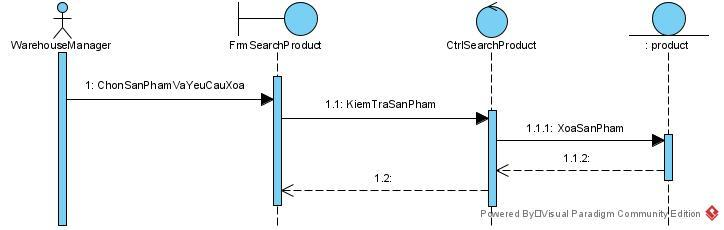 WarehouseManager
FrmSearchProduct
CtrlSearchProduct
: product
1: ChonSanPhamVaYeuCauXoa
1.1: KiemTraSanPham
1.1.1: XoaSanPham
1.1.2:
1.2:
Powered By□Visual Paradigm Community Edition